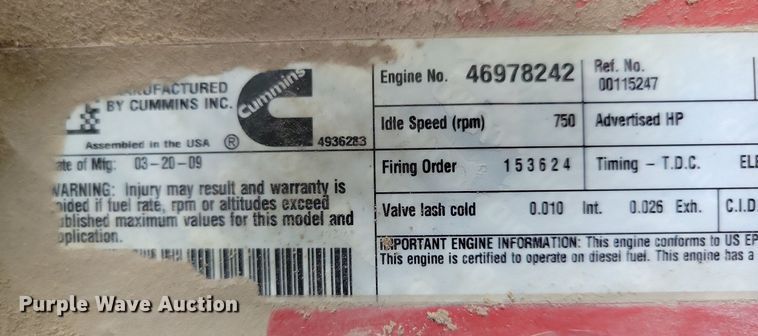 UFACTURED
BY CUMMINS INC.
Cummins
Assembled in the USA ®
4936283
ate of Mfg: 03-20-09
WARNING: Injury may result and warranty is
oided if fuel rate, rpm or altitudes exceed
ublished maximum values for this model and
pplication.
Engine No. 46978242
Ref. No.
00115247
Idle Speed (rpm) 750
Advertised HP
Firing Order 153624
Timing - T.D.C. ELE
Valve lash cold 0.010 Int. 0.026 Exh.
C.I.D
IMPORTANT ENGINE INFORMATION: This engine conforms to US EP
This engine is certified to operate on diesel fuel. This engine has a
Purple Wave Auction